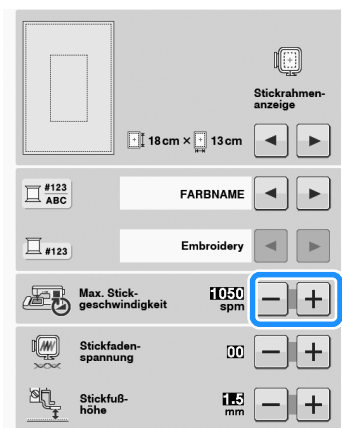 Stickrahmen-
anzeige
18 cm × 13 cm
#123
ABC
FARBNAME
#123
Embroidery
Max. Stick-
geschwindigkeit
1050
spm
Stickfaden-
spannung
00
Stickfuß-
höhe
1.5
mm